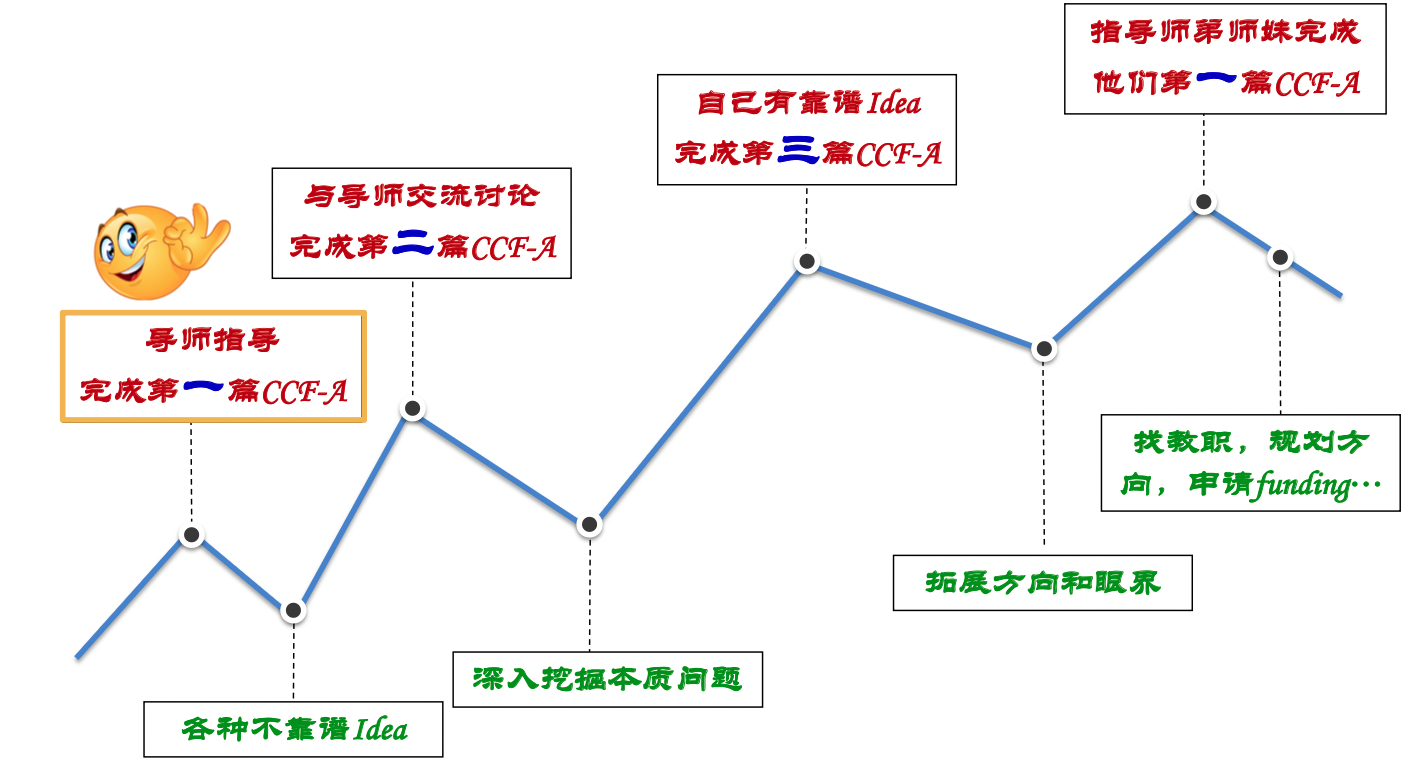 指导师弟师妹完成
他们第一篇CCF-A
自己有靠谱Idea
完成第三篇CCF-A
与导师交流讨论
完成第二篇CCF-A
导师指导
完成第一篇CCF-A
找教职，规划方
向，申请funding…
拓展方向和眼界
深入挖掘本质问题
各种不靠谱Idea